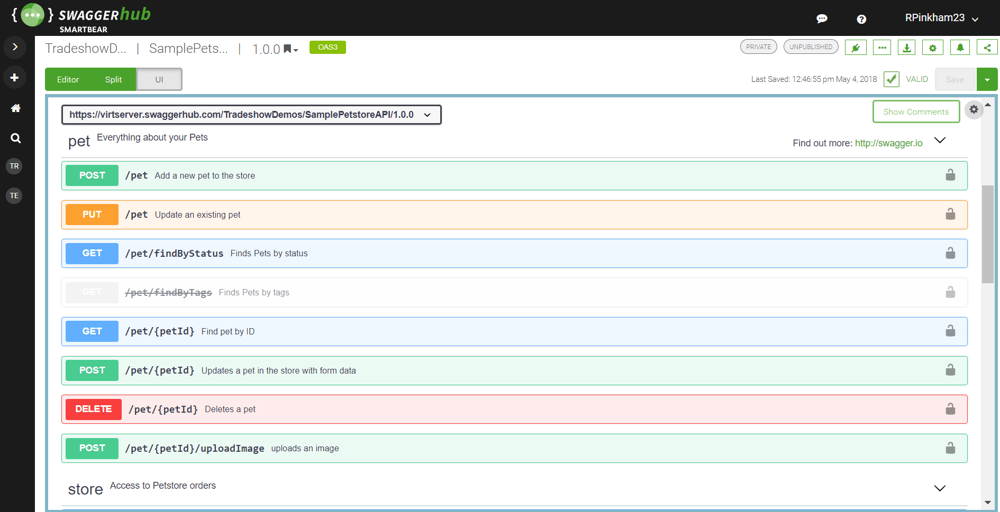 {...} SWAGGERhub
SMARTBEAR
RPinkham23
TradeshowD... | SamplePets... | 1.0.0 OAS3
PRIVATE UNPUBLISHED
Editor Split UI
Last Saved: 12:46:55 pm May 4, 2018 VALID Save
https://virtserver.swaggerhub.com/TradeshowDemos/SamplePetstoreAPI/1.0.0
Show Comments
TR
TE
pet Everything about your Pets
Find out more: http://swagger.io
POST /pet Add a new pet to the store
PUT /pet Update an existing pet
GET /pet/findByStatus Finds Pets by status
GET /pet/findByTags Finds Pets by tags
GET /pet/{petId} Find pet by ID
POST /pet/{petId} Updates a pet in the store with form data
DELETE /pet/{petId} Deletes a pet
POST /pet/{petId}/uploadImage uploads an image
store Access to Petstore orders